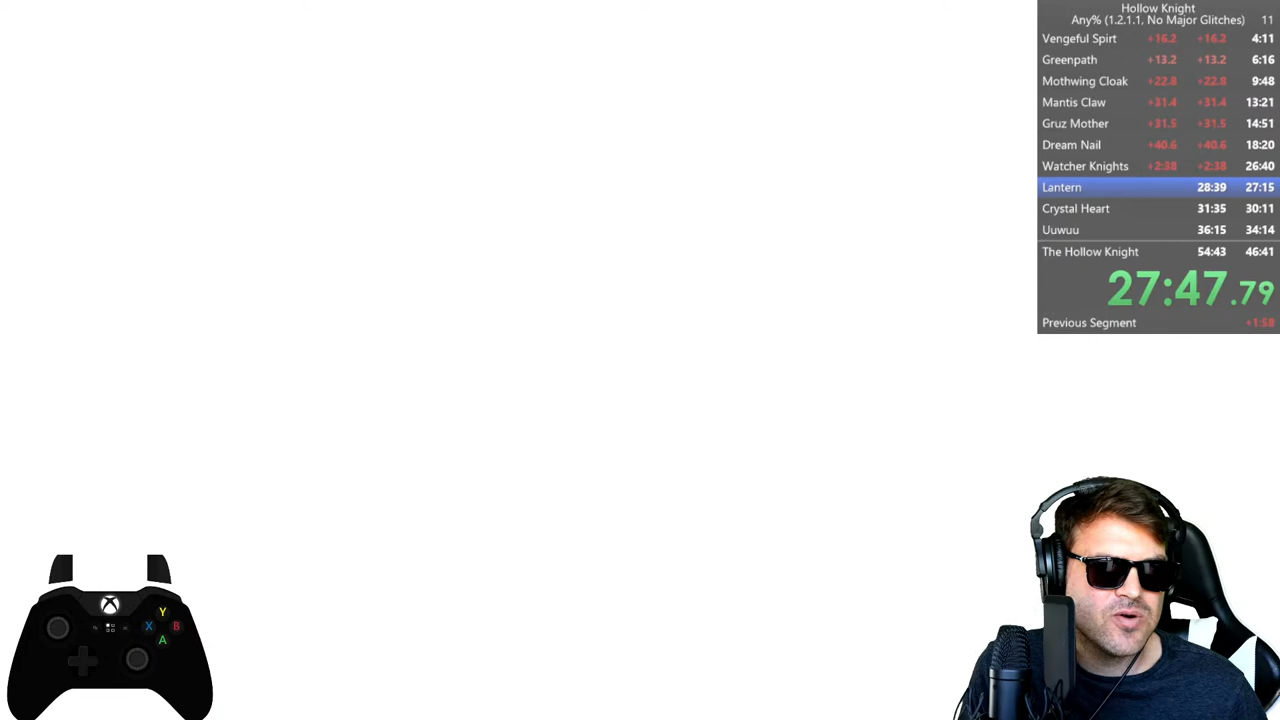 Hollow Knight
Any% (1.2.1.1, No Major Glitches) 11
Vengeful Spirt +16.2 +16.2 4:11
Greenpath +13.2 +13.2 6:16
Mothwing Cloak +22.8 +22.8 9:48
Mantis Claw +31.4 +31.4 13:21
Gruz Mother +31.5 +31.5 14:51
Dream Nail +40.6 +40.6 18:20
Watcher Knights +2:38 +2:38 26:40
Lantern 28:39 27:15
Crystal Heart 31:35 30:11
Uuwuu 36:15 34:14
The Hollow Knight 54:43 46:41
27:47.79
Previous Segment +1:58
Y
X B
A